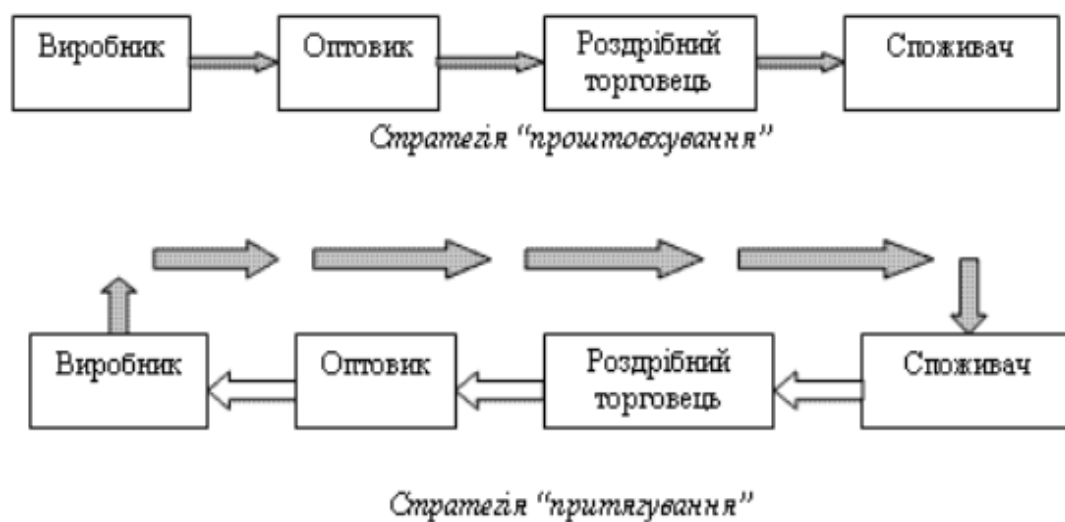 Виробник
Оптовик
Роздрібний
торговець
Споживач
Стратегія “проштовхування”
Виробник
Оптовик
Роздрібний
торговець
Споживач
Стратегія “притягування”